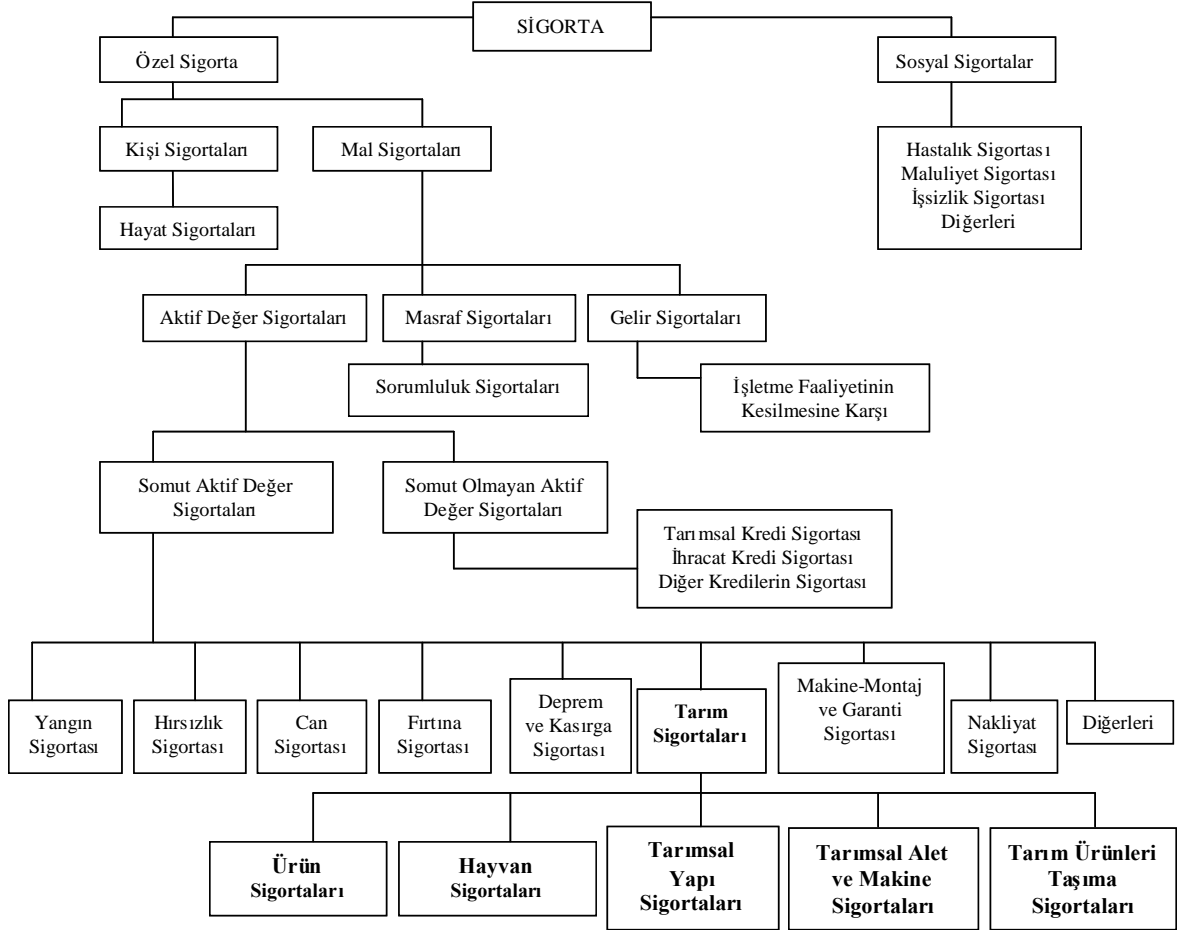 SİGORTA
Özel Sigorta
Sosyal Sigortalar
Kişi Sigortaları
Mal Sigortaları
Hastalık Sigortası
Maluliyet Sigortası
İşsizlik Sigortası
Diğerleri
Hayat Sigortaları
Aktif Değer Sigortaları
Masraf Sigortaları
Gelir Sigortaları
Sorumluluk Sigortaları
İşletme Faaliyetinin
Kesilmesine Karşı
Somut Aktif Değer
Sigortaları
Somut Olmayan Aktif
Değer Sigortaları
Tarımsal Kredi Sigortası
İhracat Kredi Sigortası
Diğer Kredilerin Sigortası
Yangın
Sigortası
Hırsızlık
Sigortası
Can
Sigortası
Fırtına
Sigortası
Deprem
ve Kasırga
Sigortası
Tarım
Sigortaları
Makine-Montaj
ve Garanti
Sigortası
Nakliyat
Sigortası
Diğerleri
Ürün
Sigortaları
Hayvan
Sigortaları
Tarımsal
Yapı
Sigortaları
Tarımsal Alet
ve Makine
Sigortaları
Tarım Ürünleri
Taşıma
Sigortaları